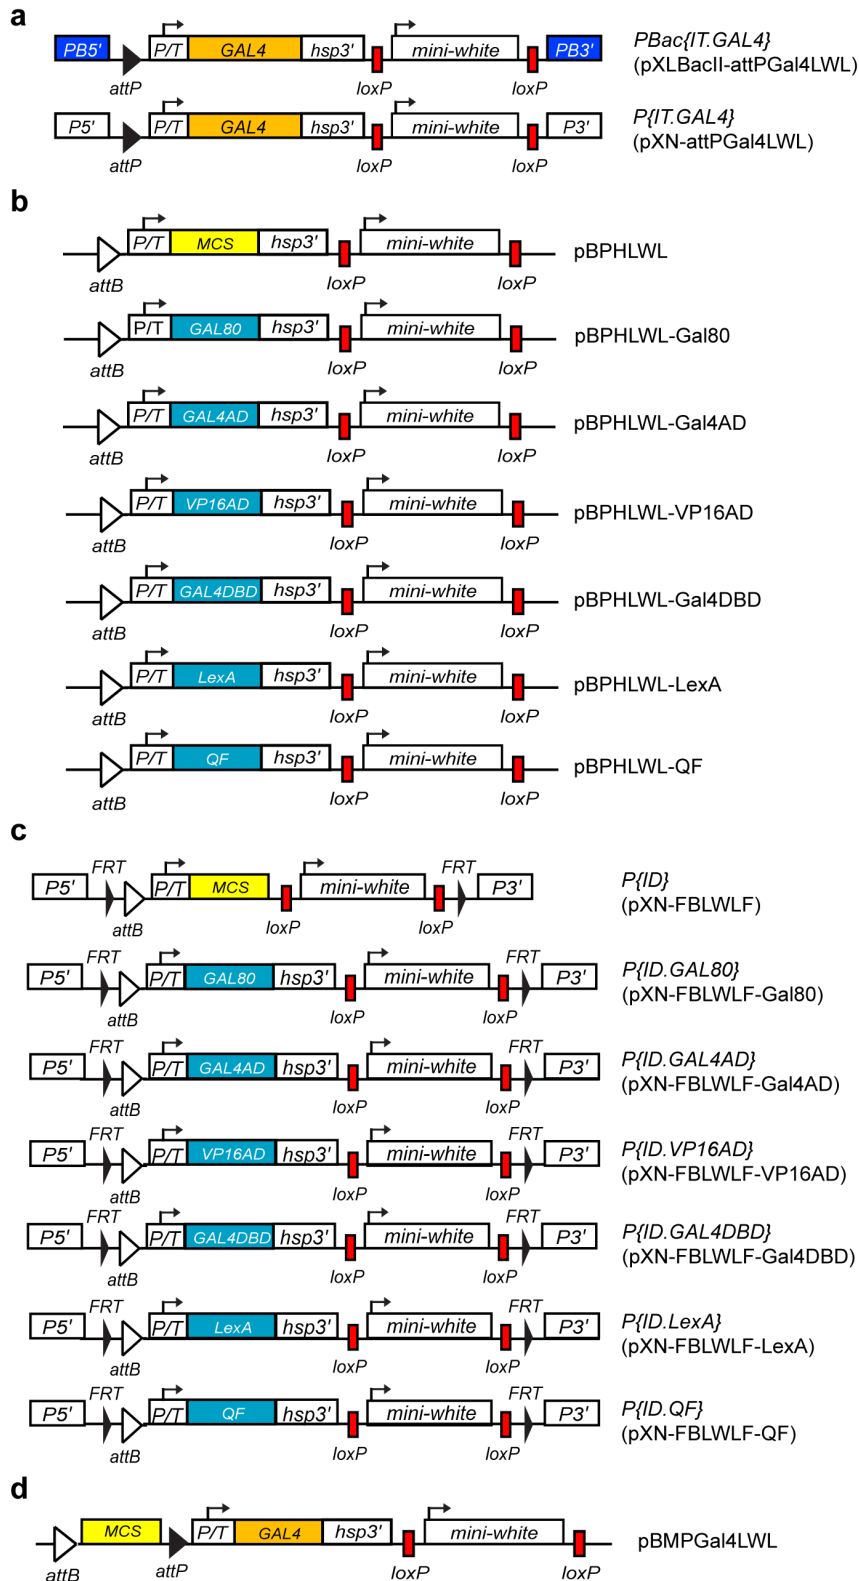 a
PB5' P/T GAL4 hsp3' mini-white PB3' PBac{IT.GAL4}
attP loxP loxP (pXLBacII-attPGal4LWL)
P5' P/T GAL4 hsp3' mini-white P3' P{IT.GAL4}
attP loxP loxP (pXN-attPGal4LWL)
b
P/T MCS hsp3' mini-white pBPHLWL
attB loxP loxP
P/T GAL80 hsp3' mini-white pBPHLWL-Gal80
attB loxP loxP
P/T GAL4AD hsp3' mini-white pBPHLWL-Gal4AD
attB loxP loxP
P/T VP16AD hsp3' mini-white pBPHLWL-VP16AD
attB loxP loxP
P/T GAL4DBD hsp3' mini-white pBPHLWL-Gal4DBD
attB loxP loxP
P/T LexA hsp3' mini-white pBPHLWL-LexA
attB loxP loxP
P/T QF hsp3' mini-white pBPHLWL-QF
attB loxP loxP
c
FRT FRT
P5' P/T MCS mini-white P3' P{ID}
attB loxP loxP (pXN-FBLWLF)
FRT FRT
P5' P/T GAL80 hsp3' mini-white P3' P{ID.GAL80}
attB loxP loxP (pXN-FBLWLF-Gal80)
FRT FRT
P5' P/T GAL4AD hsp3' mini-white P3' P{ID.GAL4AD}
attB loxP loxP (pXN-FBLWLF-Gal4AD)
FRT FRT
P5' P/T VP16AD hsp3' mini-white P3' P{ID.VP16AD}
attB loxP loxP (pXN-FBLWLF-VP16AD)
FRT FRT
P5' P/T GAL4DBD hsp3' mini-white P3' P{ID.GAL4DBD}
attB loxP loxP (pXN-FBLWLF-Gal4DBD)
FRT FRT
P5' P/T LexA hsp3' mini-white P3' P{ID.LexA}
attB loxP loxP (pXN-FBLWLF-LexA)
FRT FRT
P5' P/T QF hsp3' mini-white P3' P{ID.QF}
attB loxP loxP (pXN-FBLWLF-QF)
d
MCS P/T GAL4 hsp3' mini-white pBMPGal4LWL
attB attP loxP loxP